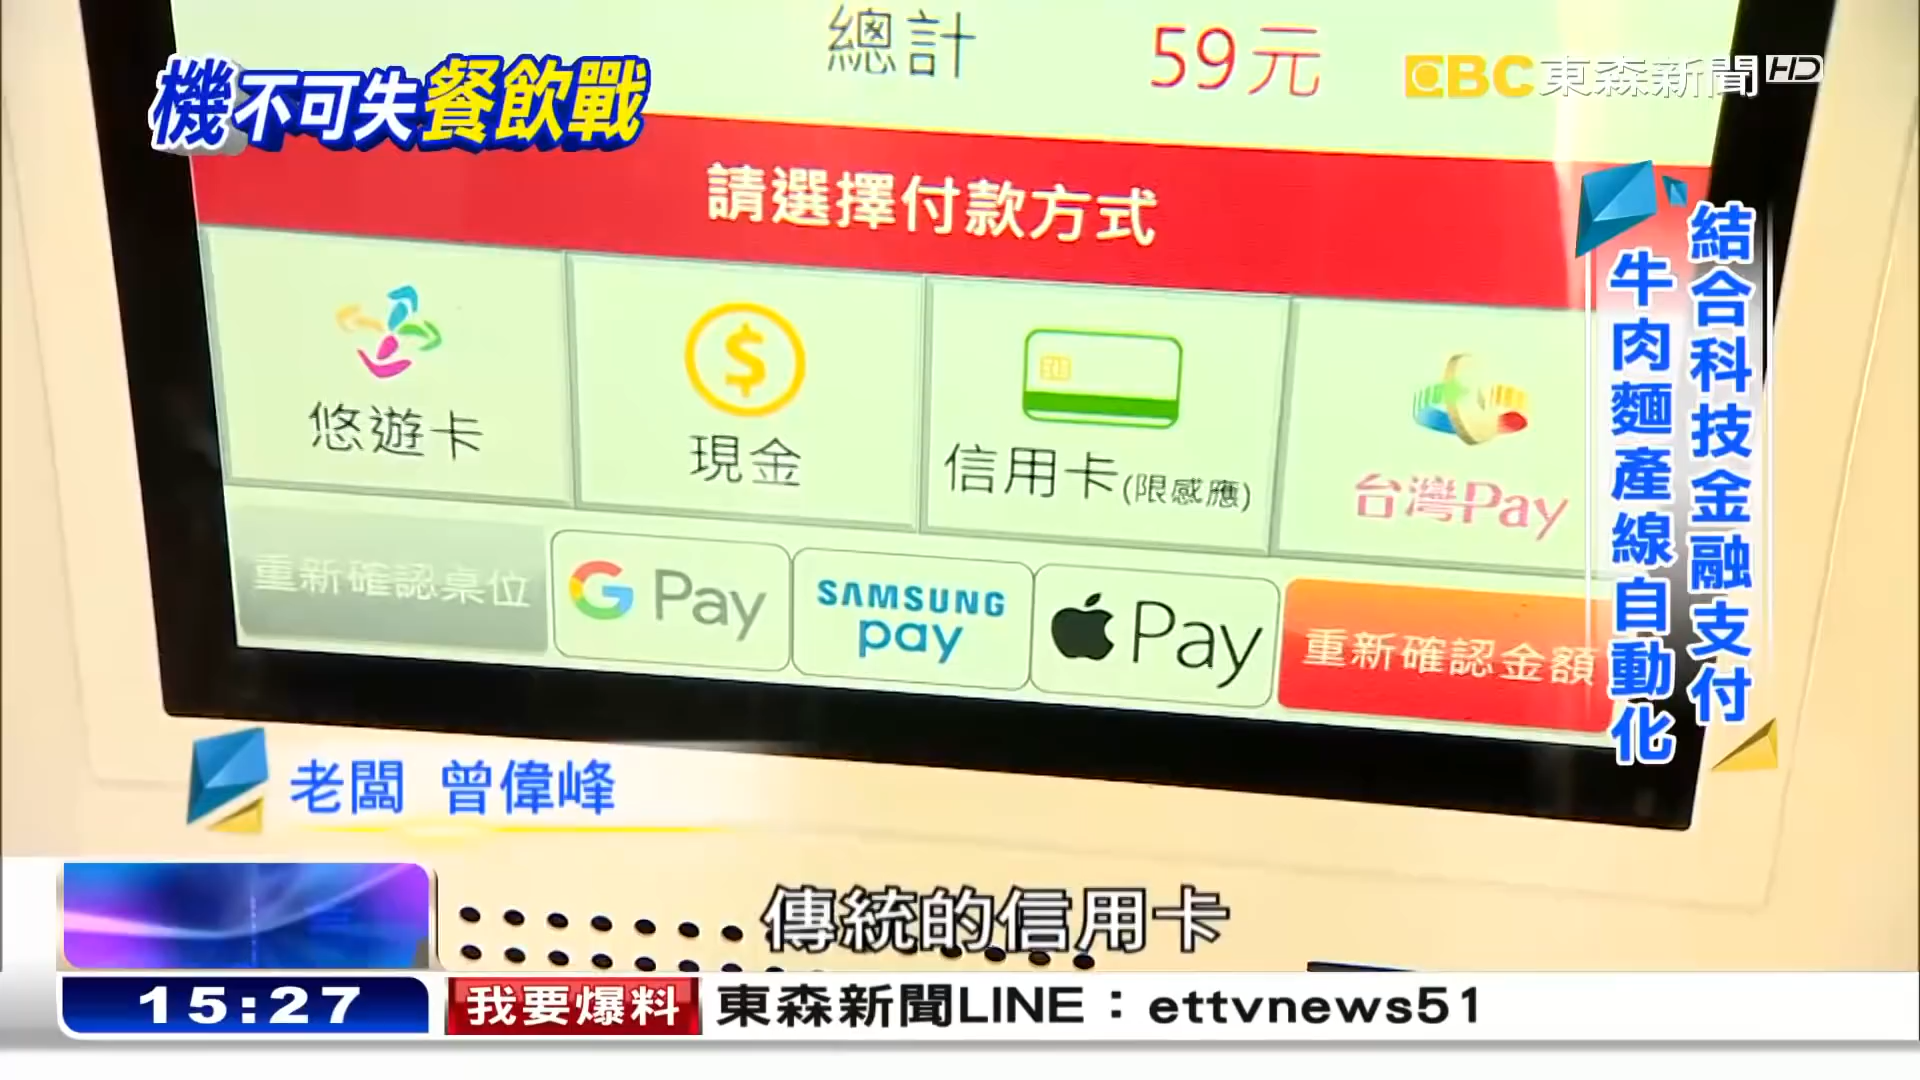 總計 59元
機不可失餐飲戰
EBC東森新聞HD
請選擇付款方式
結合科技金融支付
牛肉麵產線自動化
悠遊卡
現金
信用卡(限感應)
台灣Pay
重新確認桌位
G Pay
SAMSUNG pay
Pay
重新確認金額
老闆 曾偉峰
傳統的信用卡
15:27
我要爆料 東森新聞LINE：ettvnews51